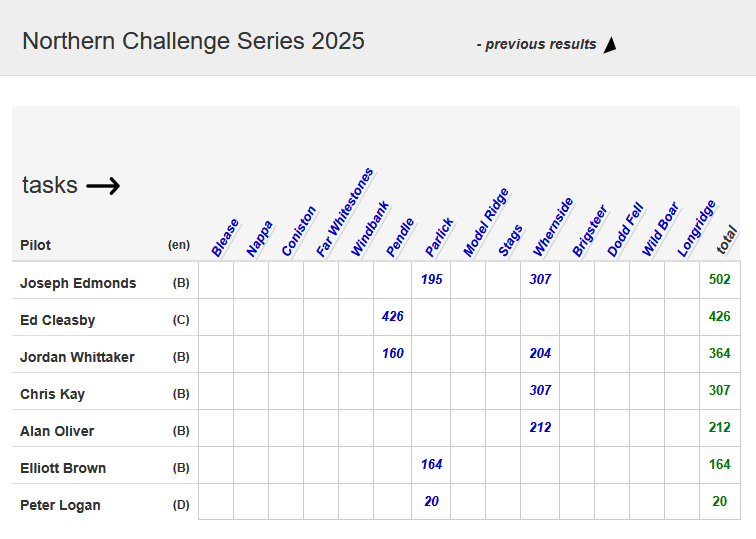 Northern Challenge Series 2025
- previous results
tasks
Pilot (en) Blease Nappa Coniston Far Whitestones Windbank Pendle Parlick Model Ridge Stags Whernside Brigsteer Dodd Fell Wild Boar Longridge total
Joseph Edmonds (B) 195 307 502
Ed Cleasby (C) 426 426
Jordan Whittaker (B) 160 204 364
Chris Kay (B) 307 307
Alan Oliver (B) 212 212
Elliott Brown (B) 164 164
Peter Logan (D) 20 20